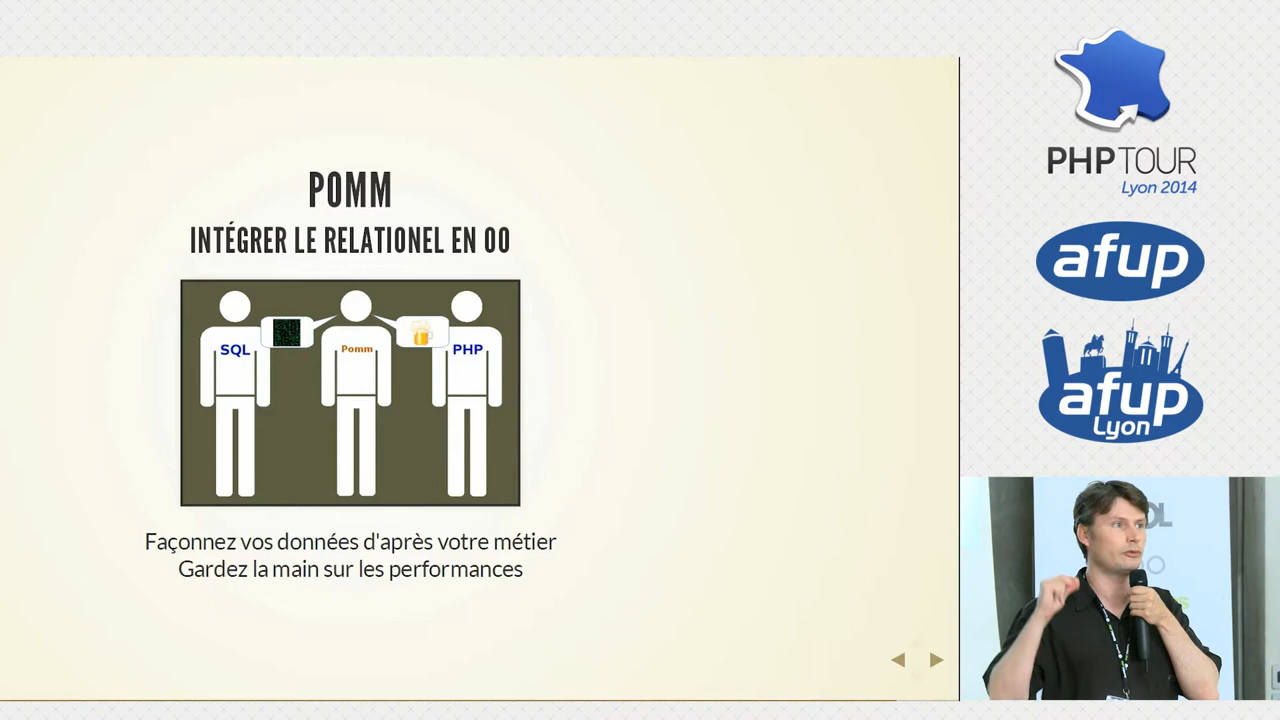 POMM
INTÉGRER LE RELATIONEL EN OO
SQL
Pomm
PHP
Façonnez vos données d'après votre métier
Gardez la main sur les performances
PHPTOUR
Lyon 2014
afup
afup
Lyon